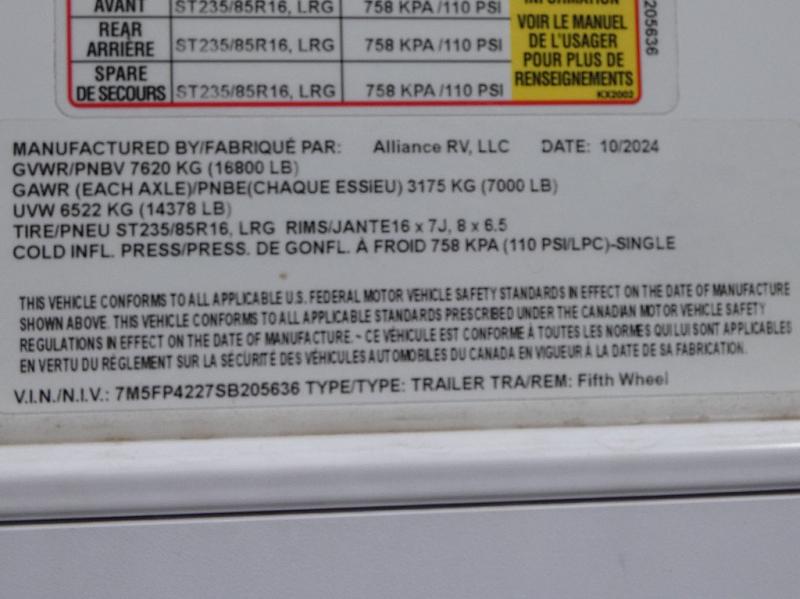 AVANT ST235/85R16, LRG 758 KPA /110 PSI
REAR
ARRIÈRE ST235/85R16, LRG 758 KPA /110 PSI
SPARE
DE SECOURS ST235/85R16, LRG 758 KPA /110 PSI
INFORMATION
VOIR LE MANUEL
DE L'USAGER
POUR PLUS DE
RENSEIGNEMENTS
KX2002
205636
MANUFACTURED BY/FABRIQUÉ PAR: Alliance RV, LLC DATE: 10/2024
GVWR/PNBV 7620 KG (16800 LB)
GAWR (EACH AXLE)/PNBE(CHAQUE ESSIEU) 3175 KG (7000 LB)
UVW 6522 KG (14378 LB)
TIRE/PNEU ST235/85R16, LRG RIMS/JANTE16 x 7J, 8 x 6.5
COLD INFL. PRESS/PRESS. DE GONFL. À FROID 758 KPA (110 PSI/LPC)-SINGLE
THIS VEHICLE CONFORMS TO ALL APPLICABLE U.S. FEDERAL MOTOR VEHICLE SAFETY STANDARDS IN EFFECT ON THE DATE OF MANUFACTURE
SHOWN ABOVE. THIS VEHICLE CONFORMS TO ALL APPLICABLE STANDARDS PRESCRIBED UNDER THE CANADIAN MOTOR VEHICLE SAFETY
REGULATIONS IN EFFECT ON THE DATE OF MANUFACTURE. - CE VÉHICULE EST CONFORME À TOUTES LES NORMES QUI LUI SONT APPLICABLES
EN VERTU DU RÉGLEMENT SUR LA SÉCURITÉ DES VÉHICULES AUTOMOBILES DU CANADA EN VIGUEUR À LA DATE DE SA FABRICATION.
V.I.N./N.I.V.: 7M5FP4227SB205636 TYPE/TYPE: TRAILER TRA/REM: Fifth Wheel